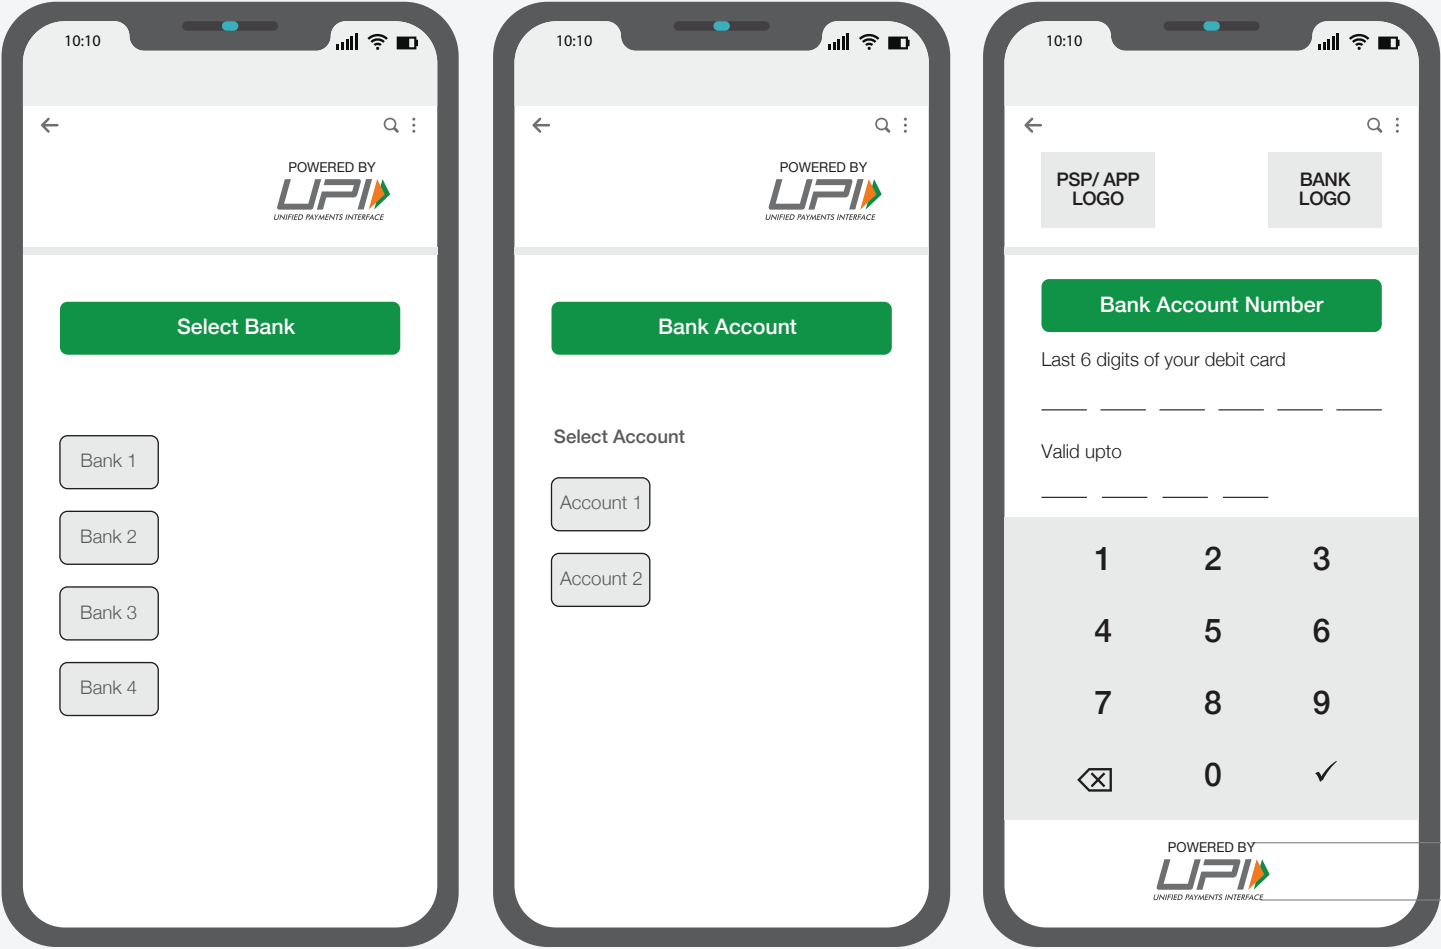 10:10
POWERED BY
UPI
UNIFIED PAYMENTS INTERFACE
Select Bank
Bank 1
Bank 2
Bank 3
Bank 4
10:10
POWERED BY
UPI
UNIFIED PAYMENTS INTERFACE
Bank Account
Select Account
Account 1
Account 2
10:10
PSP/ APP
LOGO
BANK
LOGO
Bank Account Number
Last 6 digits of your debit card
Valid upto
1 2 3
4 5 6
7 8 9
0
POWERED BY
UPI
UNIFIED PAYMENTS INTERFACE